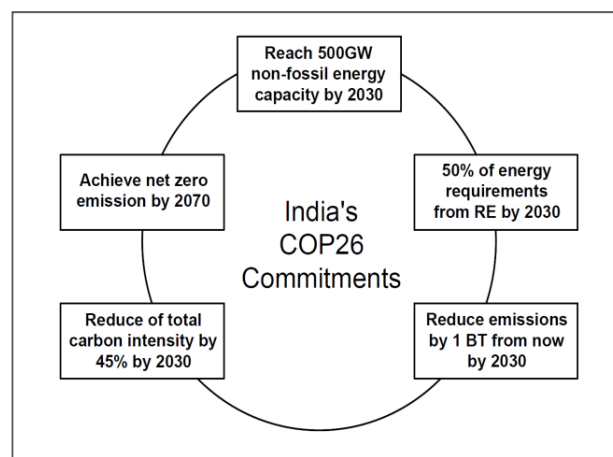 Reach 500GW
non-fossil energy
capacity by 2030
50% of energy
requirements
from RE by 2030
Reduce emissions
by 1 BT from now
by 2030
Reduce of total
carbon intensity by
45% by 2030
Achieve net zero
emission by 2070
India's
COP26
Commitments